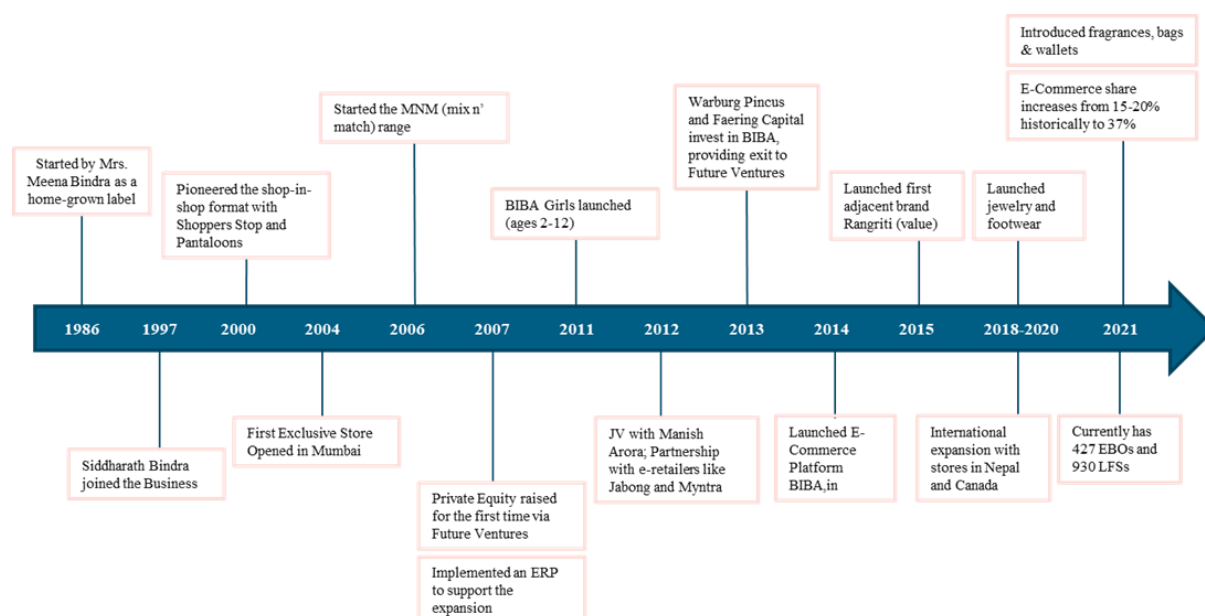 Introduced fragrances, bags
& wallets
E-Commerce share
increases from 15-20%
historically to 37%
Started the MNM (mix n'
match) range
Warburg Pincus
and Faering Capital
invest in BIBA,
providing exit to
Future Ventures
Started by Mrs.
Meena Bindra as a
home-grown label
Pioneered the shop-in-
shop format with
Shoppers Stop and
Pantaloons
BIBA Girls launched
(ages 2-12)
Launched first
adjacent brand
Rangriti (value)
Launched
jewelry and
footwear
1986 1997 2000 2004 2006 2007 2011 2012 2013 2014 2015 2018-2020 2021
Siddharath Bindra
joined the Business
First Exclusive Store
Opened in Mumbai
Private Equity raised
for the first time via
Future Ventures
Implemented an ERP
to support the
expansion
JV with Manish
Arora; Partnership
with e-retailers like
Jabong and Myntra
Launched E-
Commerce
Platform
BIBA,in
International
expansion with
stores in Nepal
and Canada
Currently has
427 EBOs and
930 LFSs